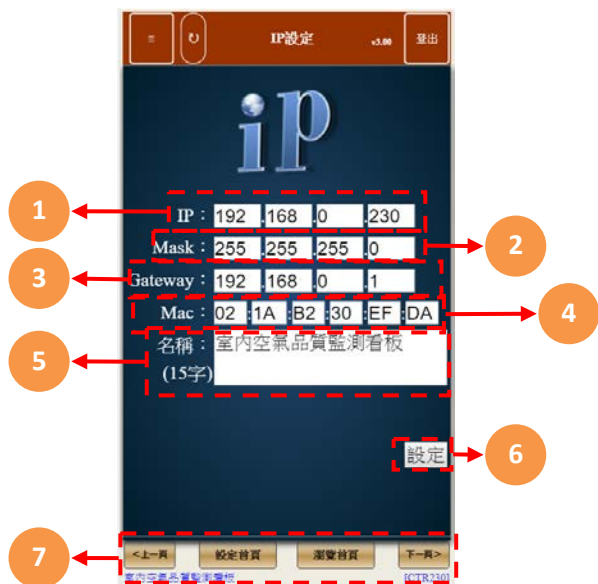 ≡ ↻ IP設定 v3.00 登出
ip
1
IP : 192 .168 .0 .230
Mask : 255 .255 .255 .0
2
3
Gateway : 192 .168 .0 .1
Mac : 02 :1A :B2 :30 :EF :DA
4
5
名稱 : 室內空氣品質監測看板
(15字)
設定
6
7
<上一頁 設定首頁 瀏覽首頁 下一頁>
室內空氣品質監測看板 [CTR230]